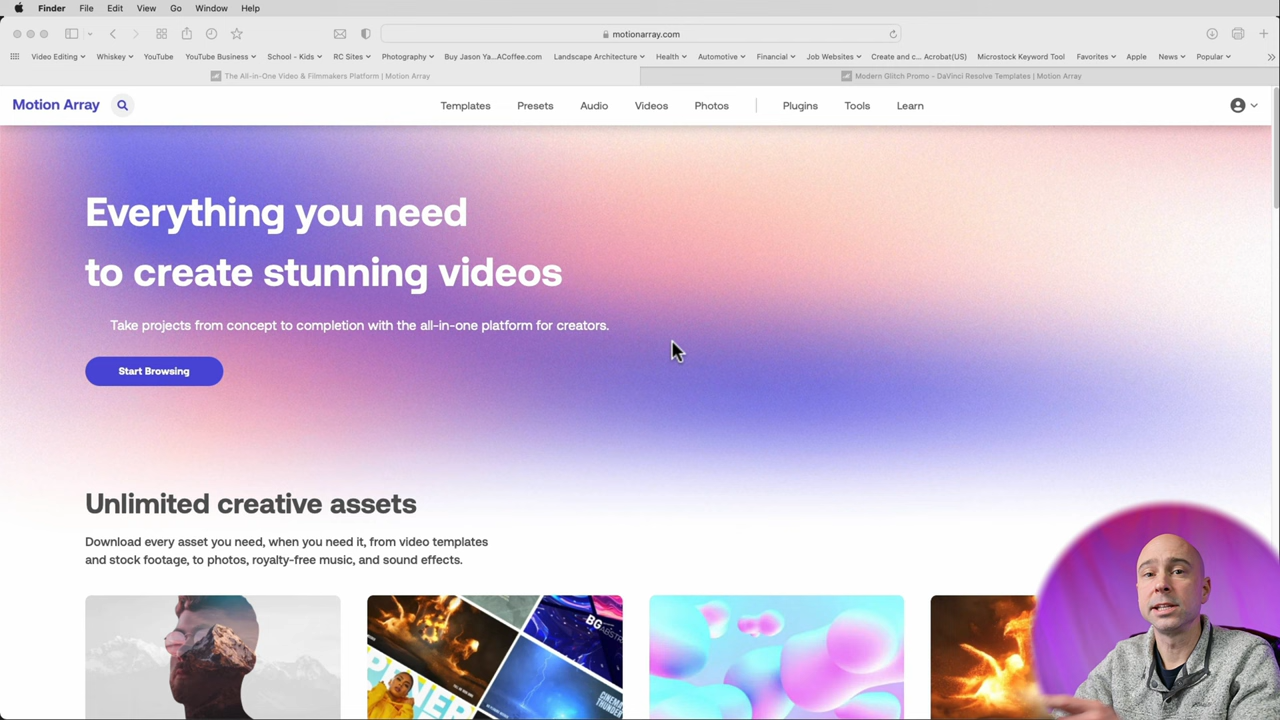 Finder File Edit View Go Window Help
motionarray.com
Video Editing Whiskey YouTube YouTube Business School - Kids RC Sites Photography Buy Jason Ya...ACoffee.com Landscape Architecture Health Automotive Financial Job Websites Create and c... Acrobat(US) Microstock Keyword Tool Favorites Apple News Popular
The All-in-One Video & Filmmakers Platform | Motion Array Modern Glitch Promo - DaVinci Resolve Templates | Motion Array
Motion Array Templates Presets Audio Videos Photos Plugins Tools Learn
Everything you need
to create stunning videos
Take projects from concept to completion with the all-in-one platform for creators.
Start Browsing
Unlimited creative assets
Download every asset you need, when you need it, from video templates
and stock footage, to photos, royalty-free music, and sound effects.